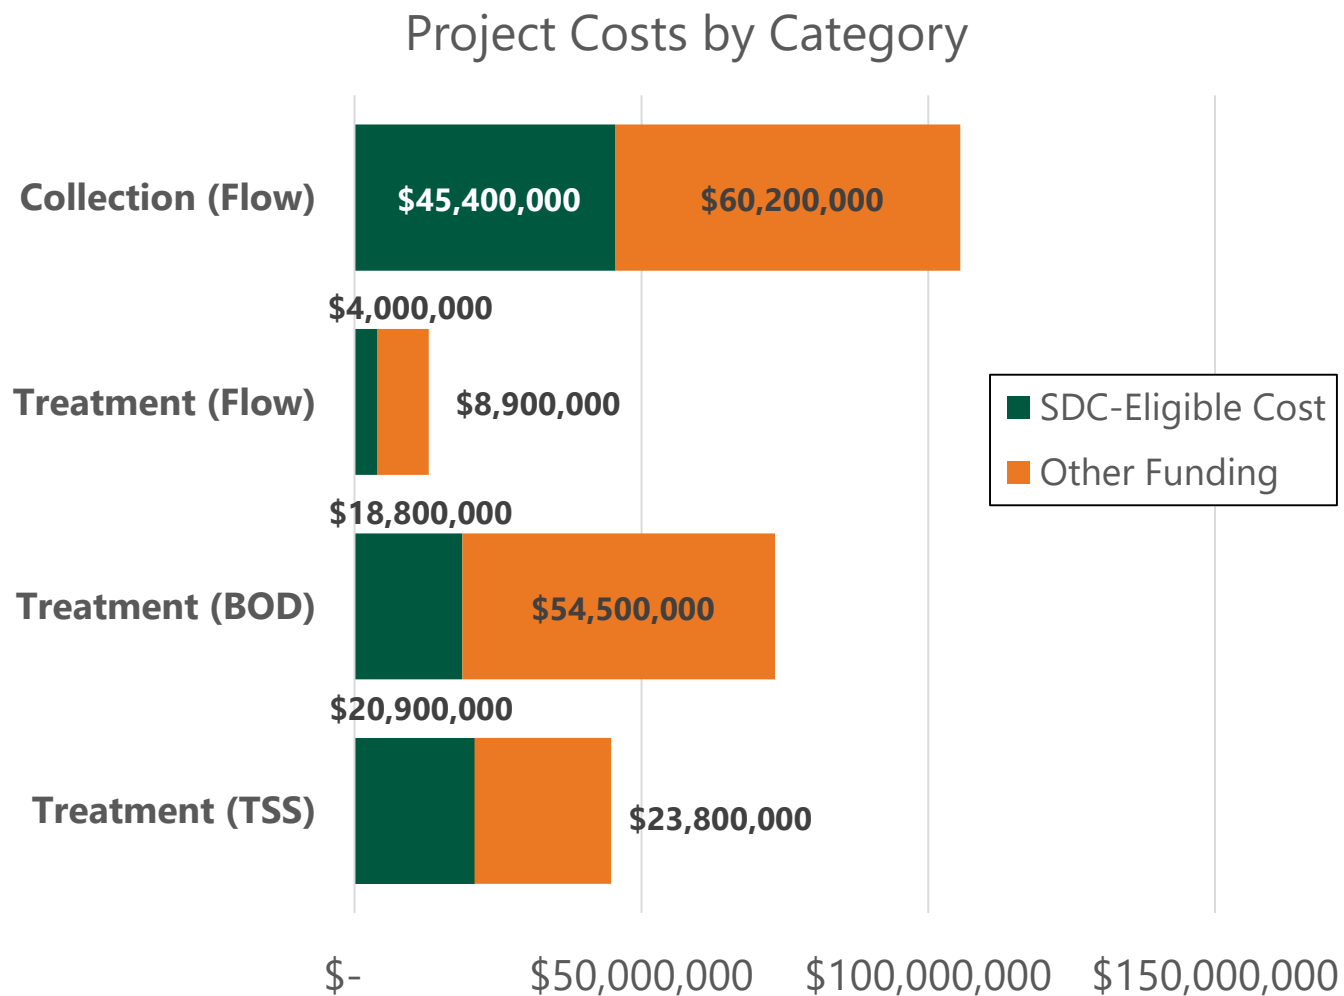 Project Costs by Category
Collection (Flow)
$45,400,000
$60,200,000
$4,000,000
Treatment (Flow)
$8,900,000
SDC-Eligible Cost
Other Funding
$18,800,000
Treatment (BOD)
$54,500,000
$20,900,000
Treatment (TSS)
$23,800,000
$-
$50,000,000
$100,000,000
$150,000,000